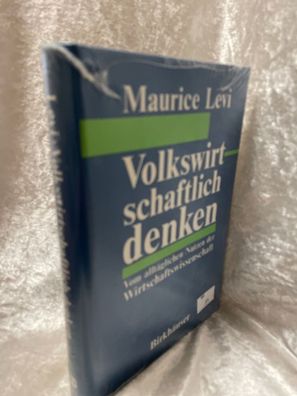 Maurice Levi
Volkswirt
schaftlich
denken
Vom alltäglichen Nutzen der
Wirtschaftswissenschaft
Birkhäuser